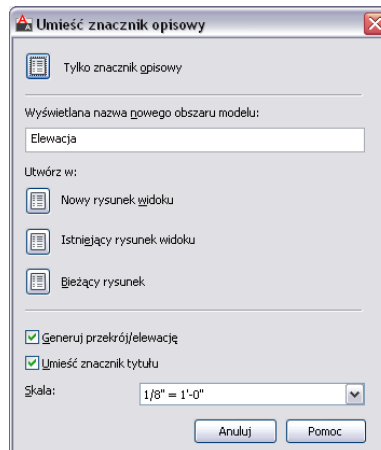 Umieść znacznik opisowy
Tylko znacznik opisowy
Wyświetlana nazwa nowego obszaru modelu:
Elewacja
Utwórz w:
Nowy rysunek widoku
Istniejący rysunek widoku
Bieżący rysunek
Generuj przekrój/elewację
Umieść znacznik tytułu
Skala: 1/8" = 1'-0"
Anuluj Pomoc